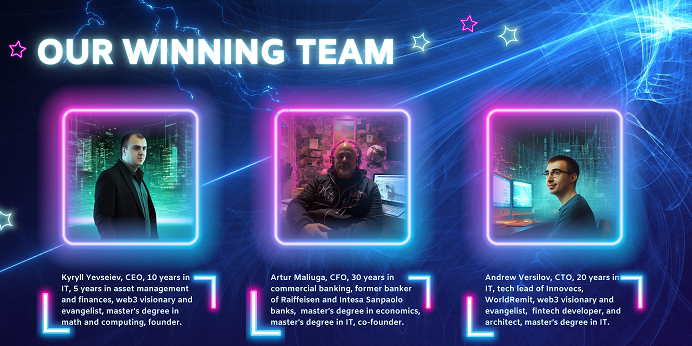 OUR WINNING TEAM
Kyryll Yevseiev, CEO, 10 years in
IT, 5 years in asset management
and finances, web3 visionary and
evangelist, master's degree in
math and computing, founder.
Artur Maliuga, CFO, 30 years in
commercial banking, former banker
of Raiffeisen and Intesa Sanpaolo
banks, master's degree in economics,
master's degree in IT, co-founder.
Andrew Versilov, CTO, 20 years in
IT, tech lead of Innovecs,
WorldRemit, web3 visionary and
evangelist, fintech developer, and
architect, master's degree in IT.